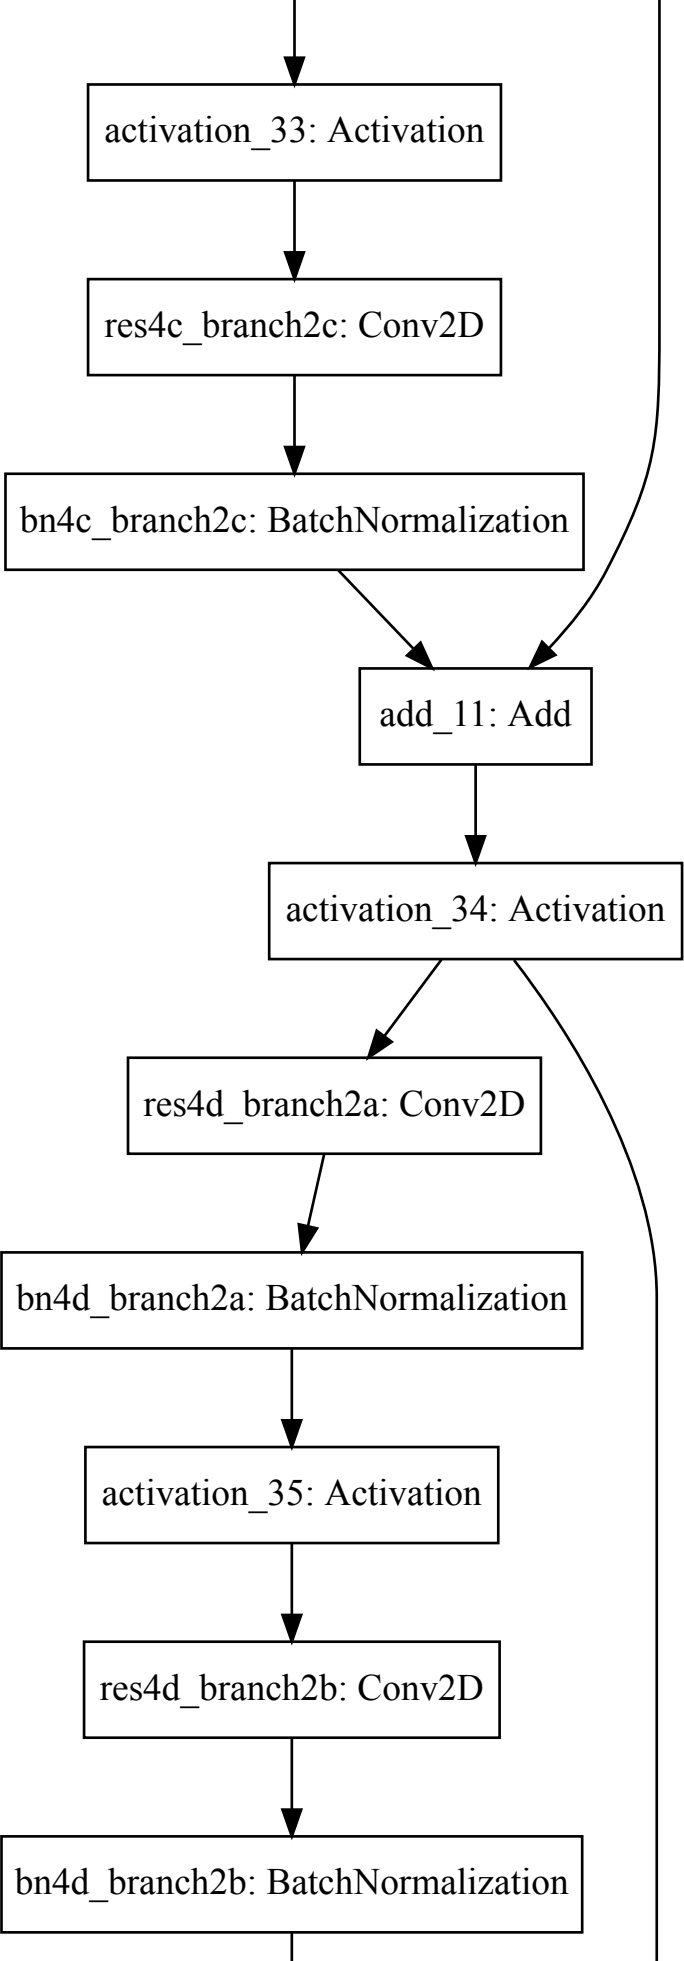 activation_33: Activation
res4c_branch2c: Conv2D
bn4c_branch2c: BatchNormalization
add_11: Add
activation_34: Activation
res4d_branch2a: Conv2D
bn4d_branch2a: BatchNormalization
activation_35: Activation
res4d_branch2b: Conv2D
bn4d_branch2b: BatchNormalization